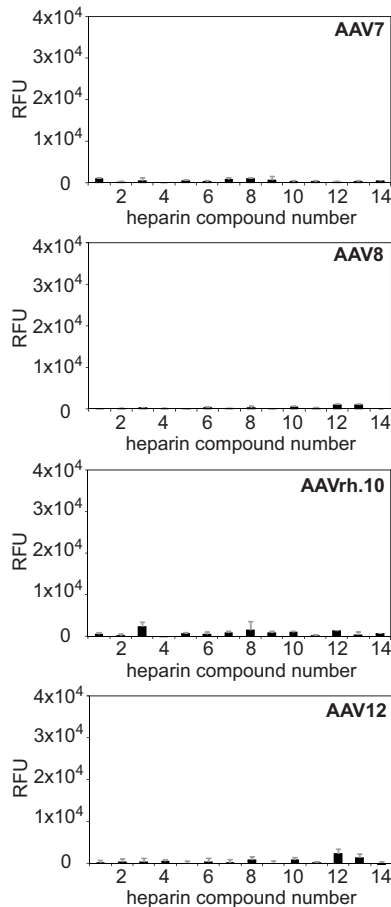 AAV7
4x10⁴
3x10⁴
2x10⁴
1x10⁴
0
RFU
2 4 6 8 10 12 14
heparin compound number
AAV8
4x10⁴
3x10⁴
2x10⁴
1x10⁴
0
RFU
2 4 6 8 10 12 14
heparin compound number
AAVrh.10
4x10⁴
3x10⁴
2x10⁴
1x10⁴
0
RFU
2 4 6 8 10 12 14
heparin compound number
AAV12
4x10⁴
3x10⁴
2x10⁴
1x10⁴
0
RFU
2 4 6 8 10 12 14
heparin compound number